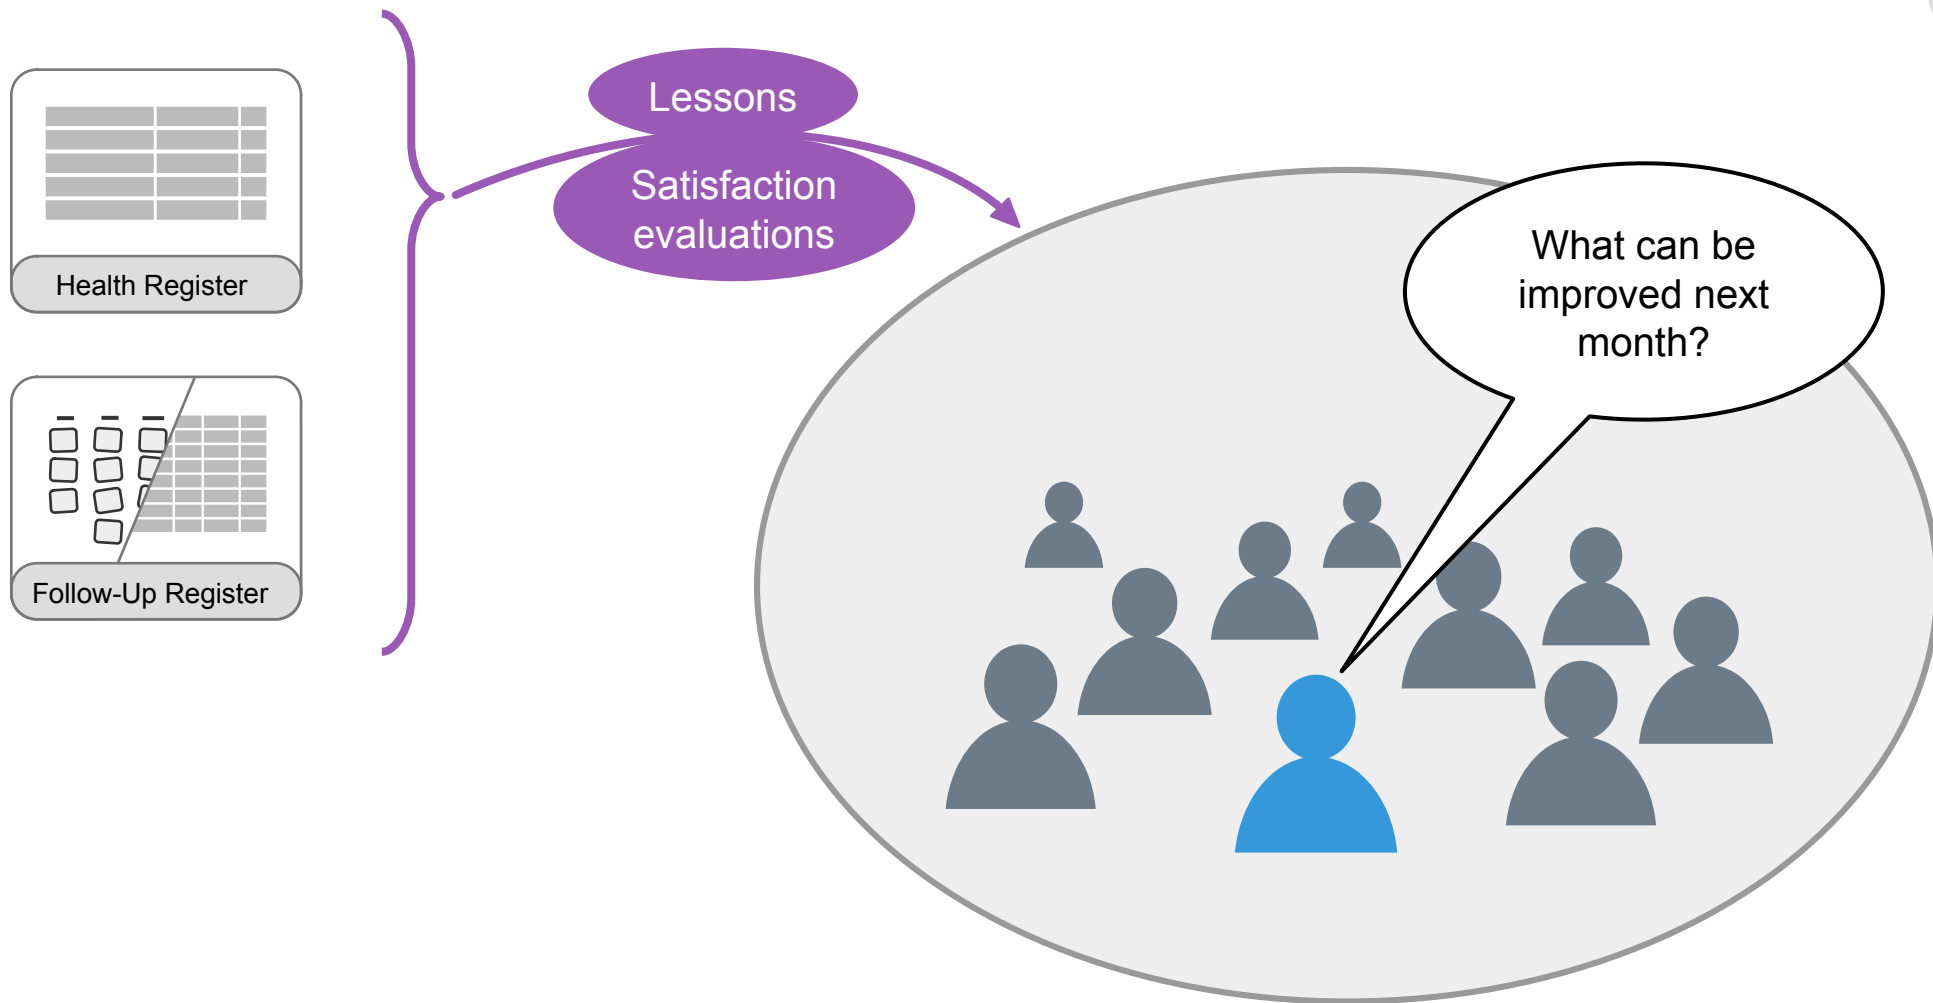 Health Register
Follow-Up Register
Lessons
Satisfaction
evaluations
What can be
improved next
month?